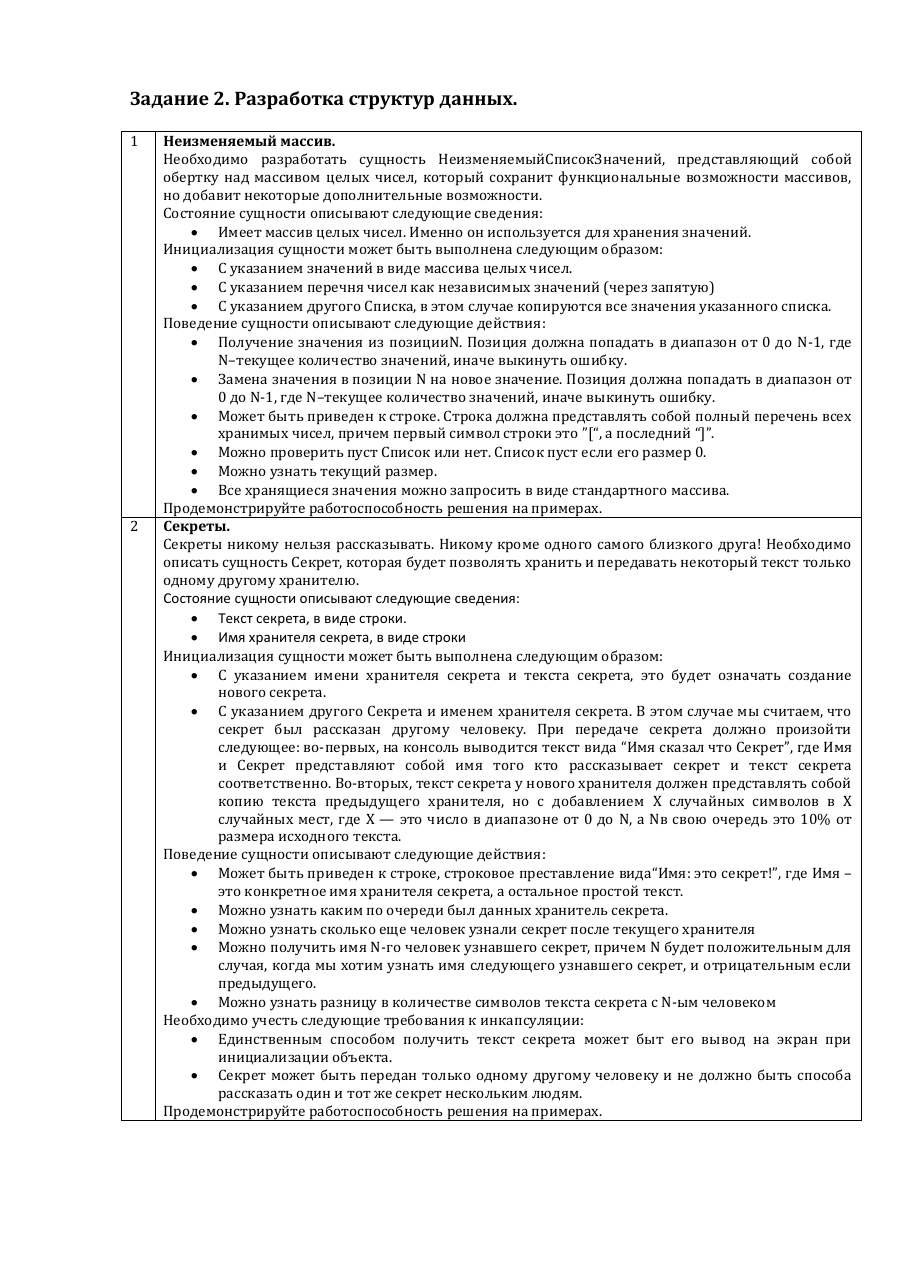 Задание 2. Разработка структур данных.
1 Неизменяемый массив.
Необходимо разработать сущность НеизменяемыйСписокЗначений, представляющий собой
обертку над массивом целых чисел, который сохранит функциональные возможности массивов,
но добавит некоторые дополнительные возможности.
Состояние сущности описывают следующие сведения:
• Имеет массив целых чисел. Именно он используется для хранения значений.
Инициализация сущности может быть выполнена следующим образом:
• С указанием значений в виде массива целых чисел.
• С указанием перечня чисел как независимых значений (через запятую)
• С указанием другого Списка, в этом случае копируются все значения указанного списка.
Поведение сущности описывают следующие действия:
• Получение значения из позицииN. Позиция должна попадать в диапазон от 0 до N-1, где
N–текущее количество значений, иначе выкинуть ошибку.
• Замена значения в позиции N на новое значение. Позиция должна попадать в диапазон от
0 до N-1, где N–текущее количество значений, иначе выкинуть ошибку.
• Может быть приведен к строке. Строка должна представлять собой полный перечень всех
хранимых чисел, причем первый символ строки это ”[“, а последний “]”.
• Можно проверить пуст Список или нет. Список пуст если его размер 0.
• Можно узнать текущий размер.
• Все хранящиеся значения можно запросить в виде стандартного массива.
Продемонстрируйте работоспособность решения на примерах.
2 Секреты.
Секреты никому нельзя рассказывать. Никому кроме одного самого близкого друга! Необходимо
описать сущность Секрет, которая будет позволять хранить и передавать некоторый текст только
одному другому хранителю.
Состояние сущности описывают следующие сведения:
• Текст секрета, в виде строки.
• Имя хранителя секрета, в виде строки
Инициализация сущности может быть выполнена следующим образом:
• С указанием имени хранителя секрета и текста секрета, это будет означать создание
нового секрета.
• С указанием другого Секрета и именем хранителя секрета. В этом случае мы считаем, что
секрет был рассказан другому человеку. При передаче секрета должно произойти
следующее: во-первых, на консоль выводится текст вида “Имя сказал что Секрет”, где Имя
и Секрет представляют собой имя того кто рассказывает секрет и текст секрета
соответственно. Во-вторых, текст секрета у нового хранителя должен представлять собой
копию текста предыдущего хранителя, но с добавлением X случайных символов в X
случайных мест, где X — это число в диапазоне от 0 до N, а Nв свою очередь это 10% от
размера исходного текста.
Поведение сущности описывают следующие действия:
• Может быть приведен к строке, строковое преставление вида“Имя: это секрет!”, где Имя –
это конкретное имя хранителя секрета, а остальное простой текст.
• Можно узнать каким по очереди был данных хранитель секрета.
• Можно узнать сколько еще человек узнали секрет после текущего хранителя
• Можно получить имя N-го человек узнавшего секрет, причем N будет положительным для
случая, когда мы хотим узнать имя следующего узнавшего секрет, и отрицательным если
предыдущего.
• Можно узнать разницу в количестве символов текста секрета с N-ым человеком
Необходимо учесть следующие требования к инкапсуляции:
• Единственным способом получить текст секрета может быт его вывод на экран при
инициализации объекта.
• Секрет может быть передан только одному другому человеку и не должно быть способа
рассказать один и тот же секрет нескольким людям.
Продемонстрируйте работоспособность решения на примерах.